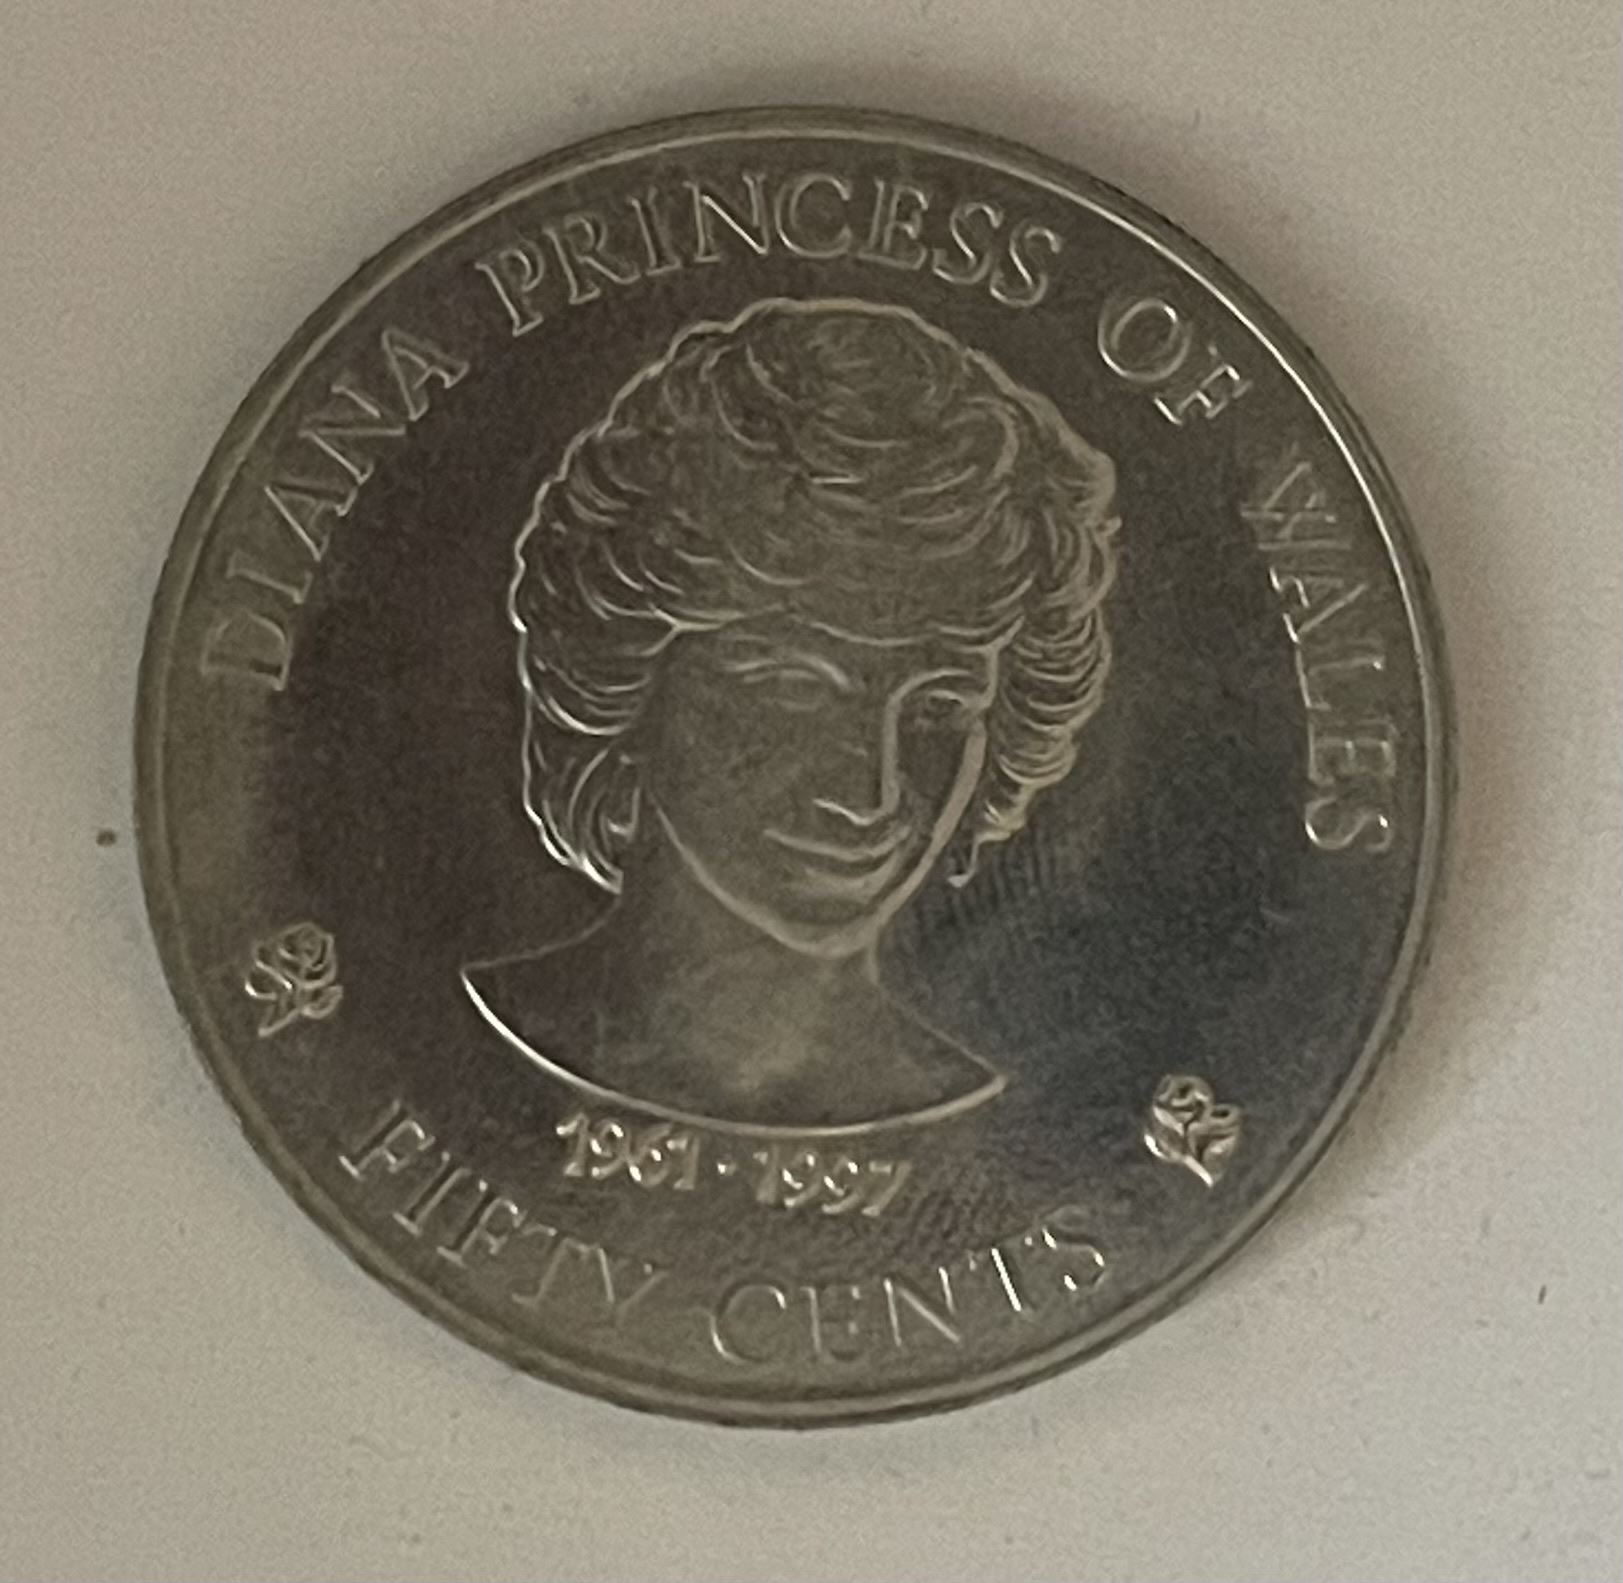 DIANA PRINCESS OF WALES
1961·1997
FIFTY CENTS